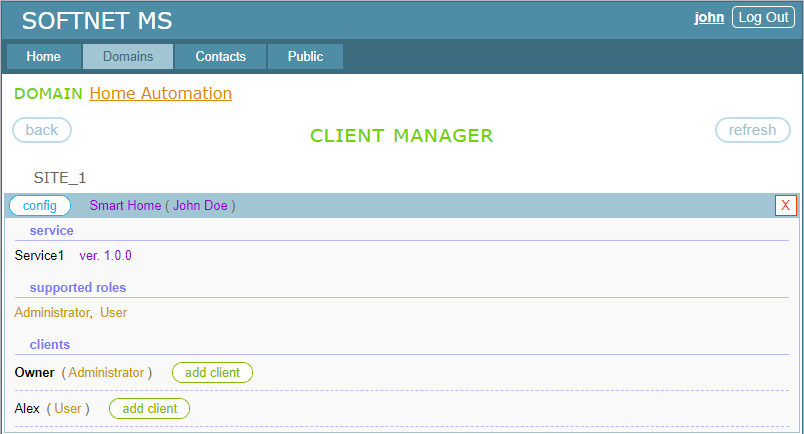 SOFTNET MS
john Log Out
Home Domains Contacts Public
DOMAIN Home Automation
back CLIENT MANAGER refresh
SITE_1
config Smart Home ( John Doe ) X
service
Service1 ver. 1.0.0
supported roles
Administrator, User
clients
Owner ( Administrator ) add client
Alex ( User ) add client